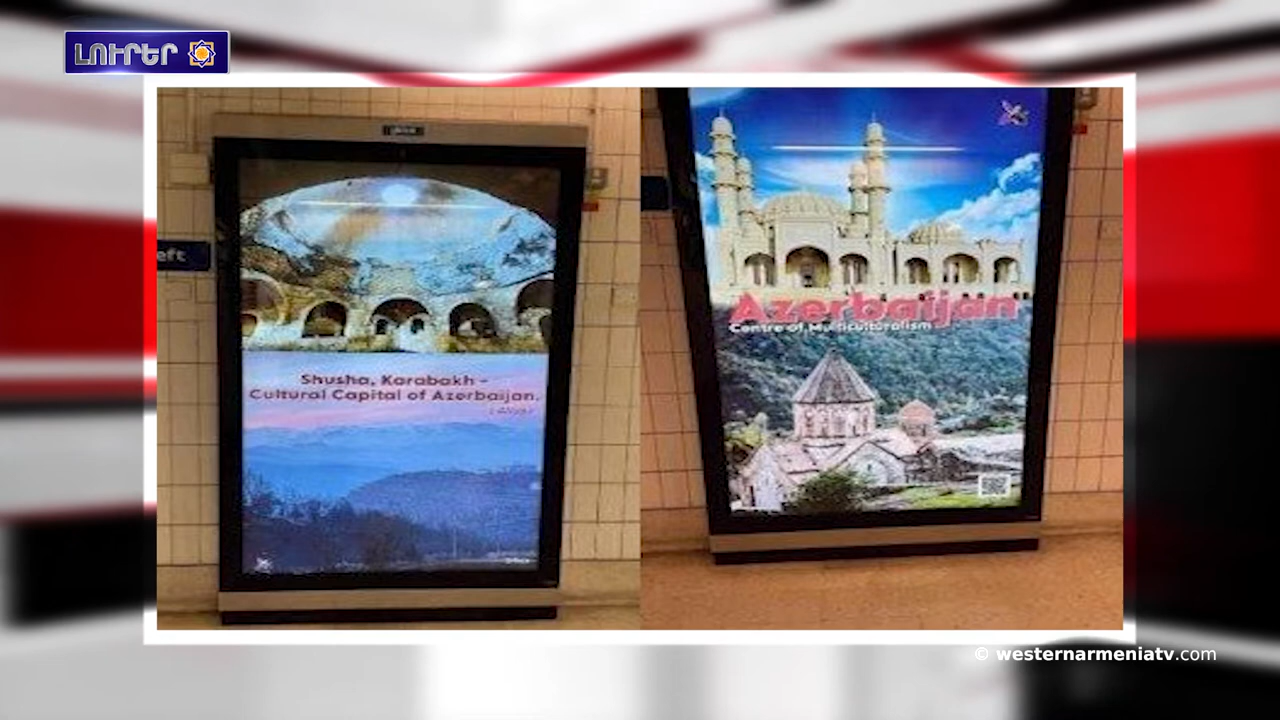 ԼՈՒՐԵՐ
eft
Shusha, Karabakh -
Cultural Capital of Azerbaijan.
Azerbaijan
Centre of Multiculturalism
© westernarmeniatv.com